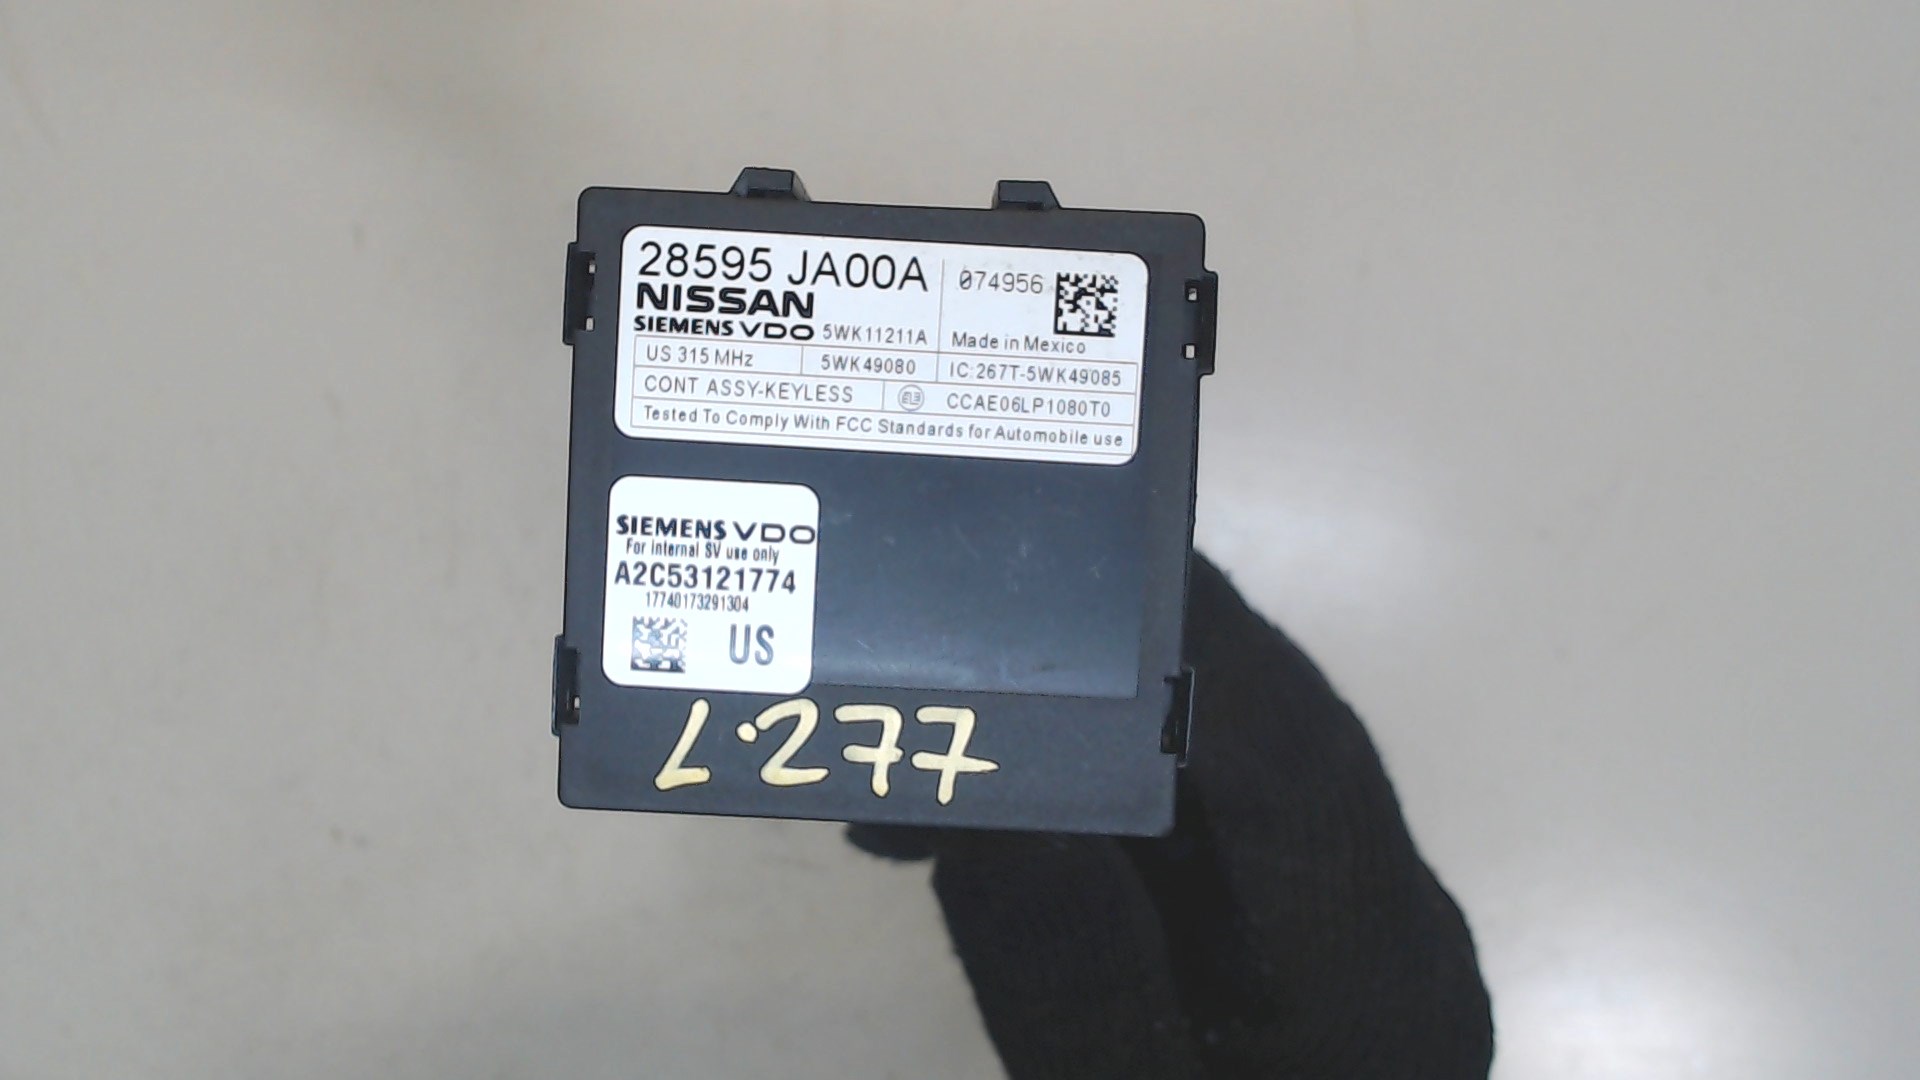 28595 JA00A
074956
NISSAN
SIEMENS VDO 5WK11211A
Made in Mexico
US 315 MHz 5WK49080 IC:267T-5WK49085
CONT ASSY-KEYLESS CCAE06LP1080T0
Tested To Comply With FCC Standards for Automobile use
SIEMENS VDO
For internal SV use only
A2C53121774
17740173291304
US
L.277